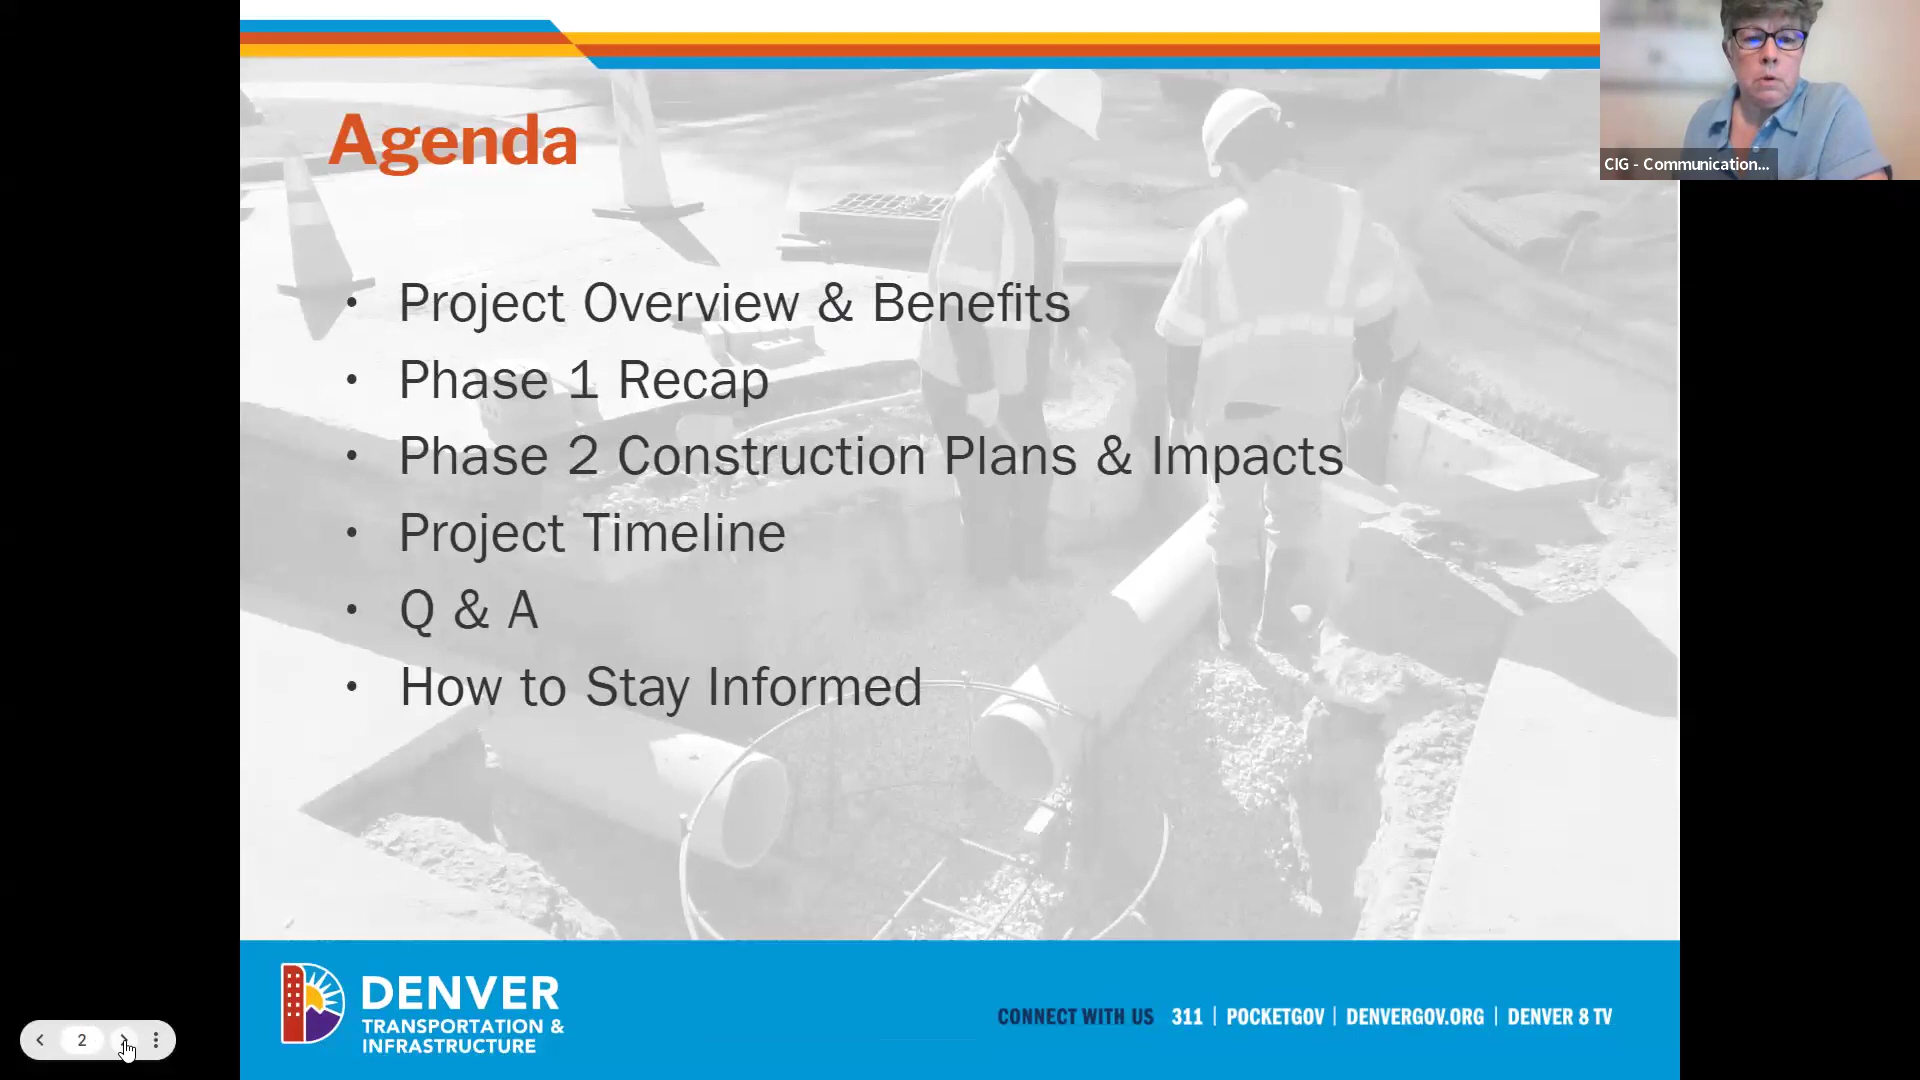 Agenda
CIG - Communication...
• Project Overview & Benefits
• Phase 1 Recap
• Phase 2 Construction Plans & Impacts
• Project Timeline
• Q & A
• How to Stay Informed
DENVER
TRANSPORTATION &
INFRASTRUCTURE
CONNECT WITH US 311 | POCKETGOV | DENVERGOV.ORG | DENVER 8 TV
2